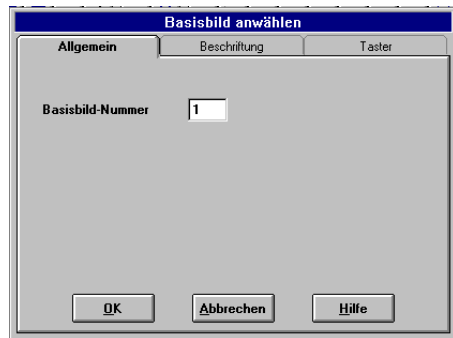 Basisbild anwählen
Allgemein Beschriftung Taster
Basisbild-Nummer 1
OK Abbrechen Hilfe